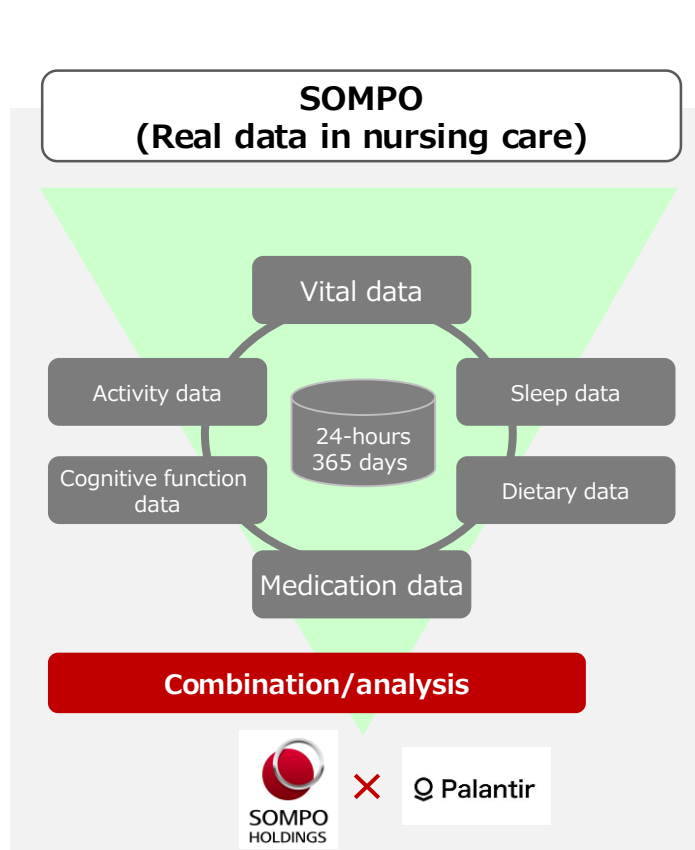 SOMPO
(Real data in nursing care)
Vital data
Activity data
Sleep data
24-hours
365 days
Cognitive function
data
Dietary data
Medication data
Combination/analysis
SOMPO
HOLDINGS
×
Palantir